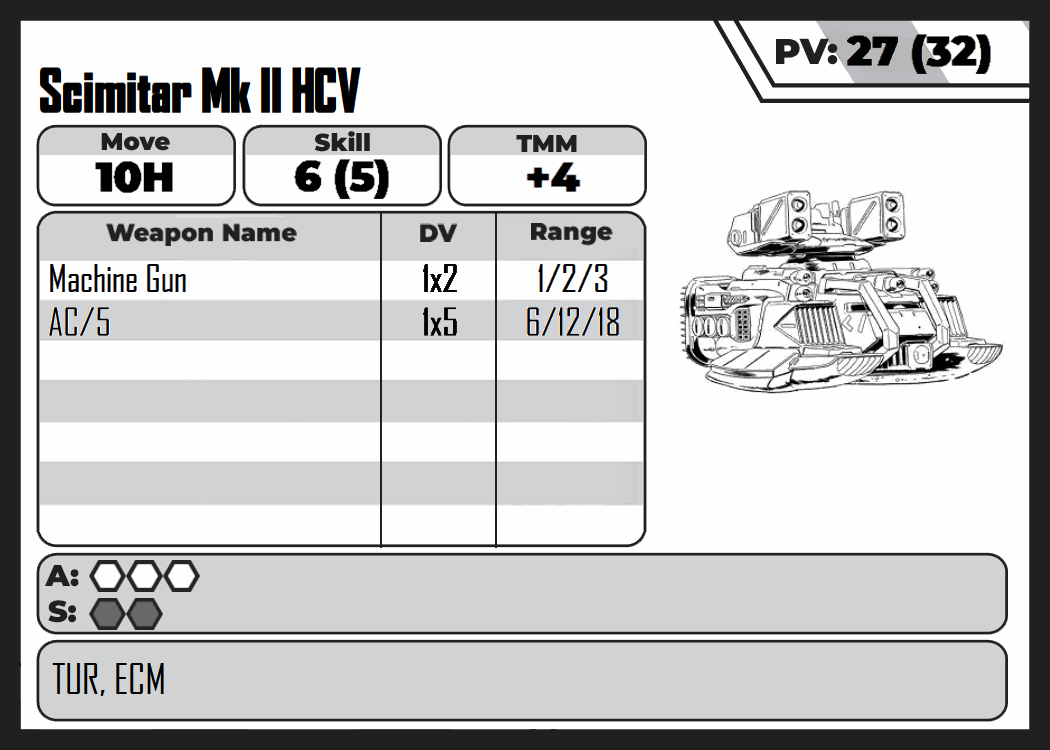 PV: 27 (32)
Scimitar Mk II HCV
Move Skill TMM
10H 6 (5) +4
Weapon Name DV Range
Machine Gun 1x2 1/2/3
AC/5 1x5 6/12/18
A:
S:
TUR, ECM